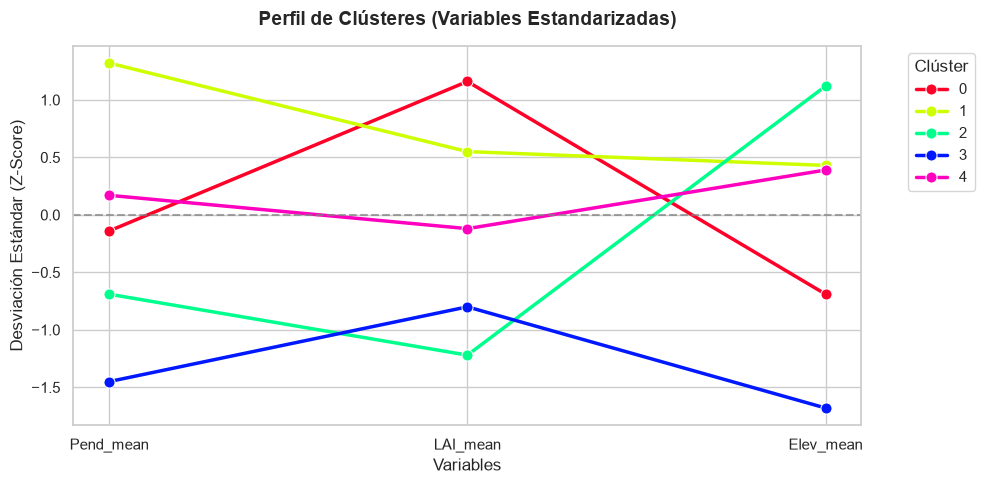 Perfil de Clústeres (Variables Estandarizadas)
Desviación Estándar (Z-Score)
1.0
0.5
0.0
−0.5
−1.0
−1.5
Pend_mean
LAI_mean
Elev_mean
Variables
Clúster
0
1
2
3
4